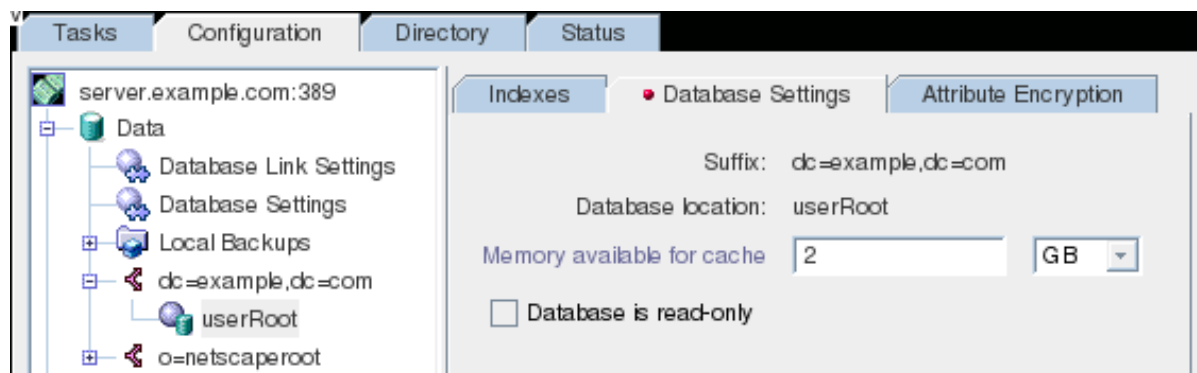 Tasks
Configuration
Directory
Status
server.example.com:389
Data
Database Link Settings
Database Settings
Local Backups
dc=example,dc=com
userRoot
o=netscaperoot
Indexes
Database Settings
Attribute Encryption
Suffix: dc=example,dc=com
Database location: userRoot
Memory available for cache 2 GB
Database is read-only